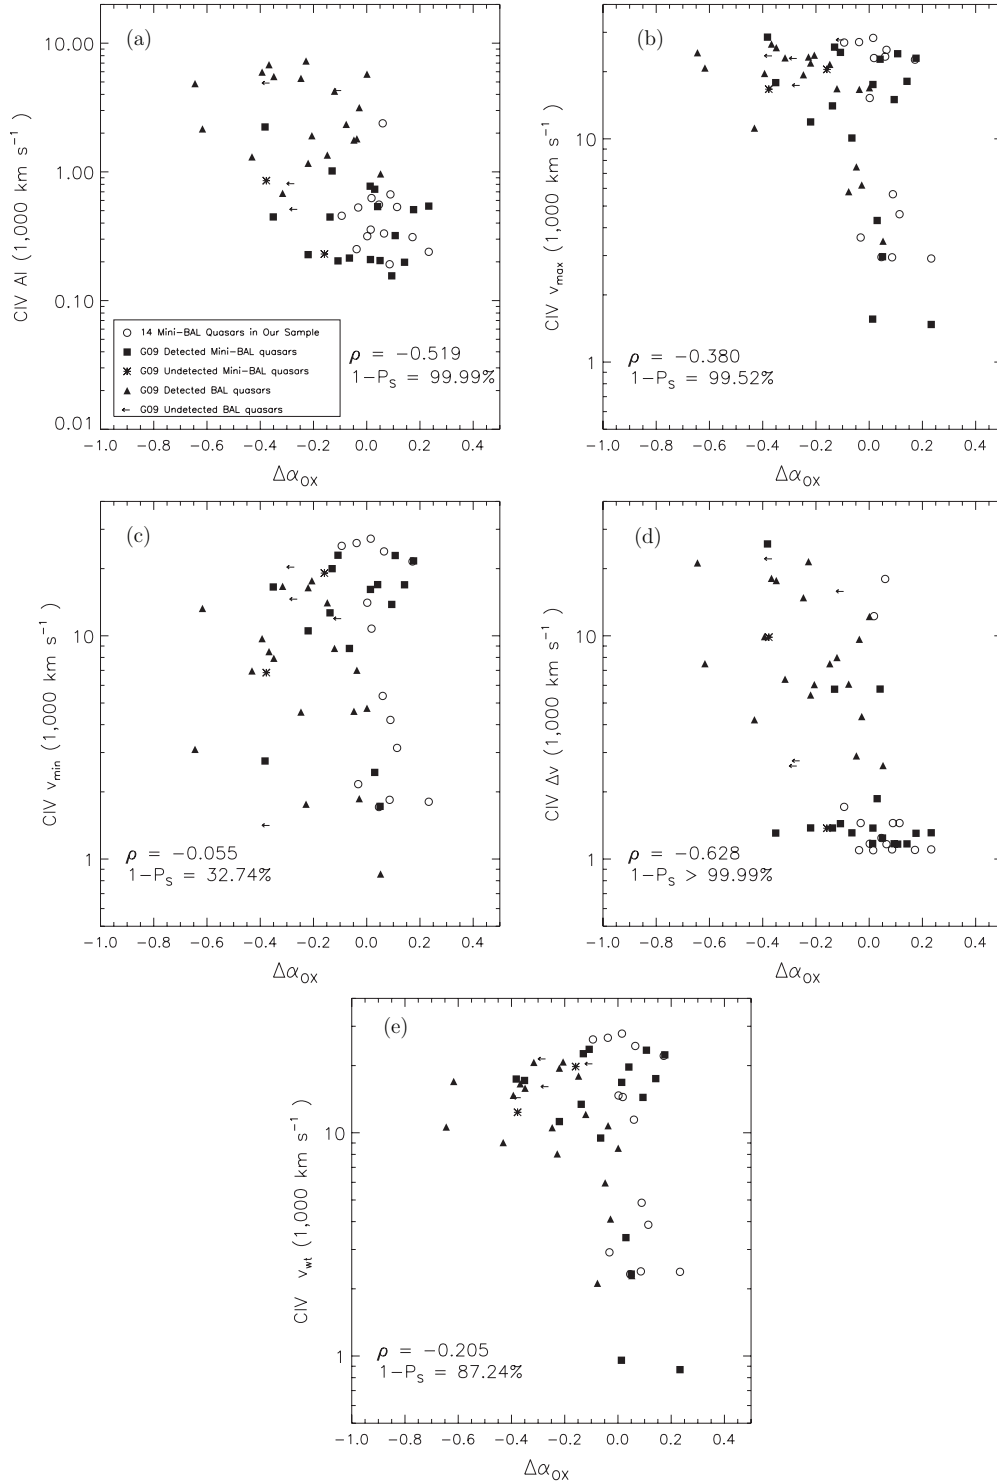 (a)
10.00
1.00
0.10
0.01
CIV AI (1,000 km s⁻¹ )
○ 14 Mini-BAL Quasars in Our Sample
■ G09 Detected Mini-BAL quasars
✳ G09 Undetected Mini-BAL quasars
▲ G09 Detected BAL quasars
← G09 Undetected BAL quasars
ρ = −0.519
1−P_S = 99.99%
−1.0 −0.8 −0.6 −0.4 −0.2 0.0 0.2 0.4
Δα_OX
(b)
10
1
CIV v_max (1,000 km s⁻¹ )
ρ = −0.380
1−P_S = 99.52%
−1.0 −0.8 −0.6 −0.4 −0.2 0.0 0.2 0.4
Δα_OX
(c)
10
1
CIV v_min (1,000 km s⁻¹ )
ρ = −0.055
1−P_S = 32.74%
−1.0 −0.8 −0.6 −0.4 −0.2 0.0 0.2 0.4
Δα_OX
(d)
10
1
CIV Δv (1,000 km s⁻¹ )
ρ = −0.628
1−P_S > 99.99%
−1.0 −0.8 −0.6 −0.4 −0.2 0.0 0.2 0.4
Δα_OX
(e)
10
1
CIV v_wt (1,000 km s⁻¹ )
ρ = −0.205
1−P_S = 87.24%
−1.0 −0.8 −0.6 −0.4 −0.2 0.0 0.2 0.4
Δα_OX